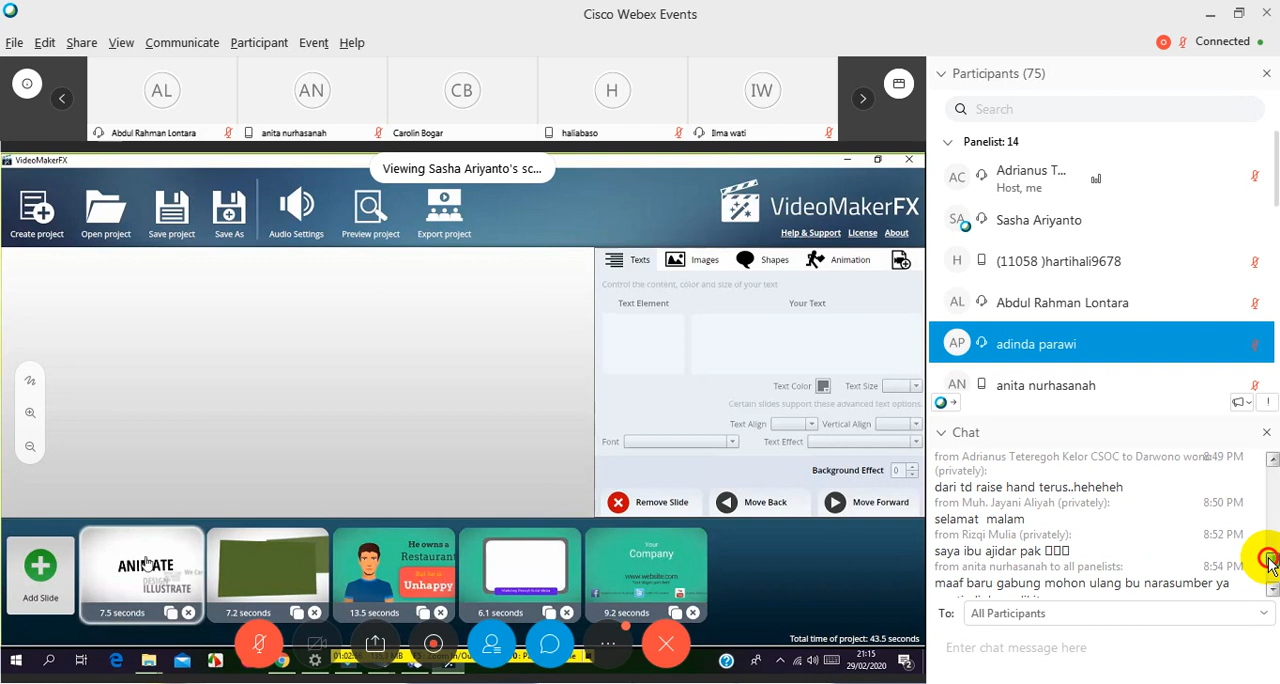 Cisco Webex Events
File Edit Share View Communicate Participant Event Help
Connected
AL
AN
CB
H
IW
Abdul Rahman Lontara
anita nurhasanah
Carolin Bogar
haliabaso
Ilma wati
VideoMakerFX
Viewing Sasha Ariyanto's sc...
Create project
Open project
Save project
Save As
Audio Settings
Preview project
Export project
VideoMakerFX
Help & Support License About
Texts Images Shapes Animation
Control the content, color and size of your text
Text Element Your Text
Text Color Text Size
Certain slides support these advanced text options.
Text Align Vertical Align
Font Text Effect
Background Effect 0
Remove Slide Move Back Move Forward
Add Slide
ANIMATE
DESIGN
ILLUSTRATE
We Ca
7.5 seconds
7.2 seconds
He owns a
Restaurant
Unhappy
13.5 seconds
6.1 seconds
Your
Company
www.website.com
9.2 seconds
Total time of project: 43.5 seconds
21:15
29/02/2020
2
Participants (75)
Search
Panelist: 14
AC Adrianus T...
Host, me
SA Sasha Ariyanto
H (11058 )hartihali9678
AL Abdul Rahman Lontara
AP adinda parawi
AN anita nurhasanah
Chat
from Adrianus Teteregoh Kelor CSOC to Darwono wono 8:49 PM
(privately):
dari td raise hand terus..heheheh
from Muh. Jayani Aliyah (privately): 8:50 PM
selamat malam
from Rizqi Mulia (privately): 8:52 PM
saya ibu ajidar pak
from anita nurhasanah to all panelists: 8:54 PM
maaf baru gabung mohon ulang bu narasumber ya
To: All Participants
Enter chat message here